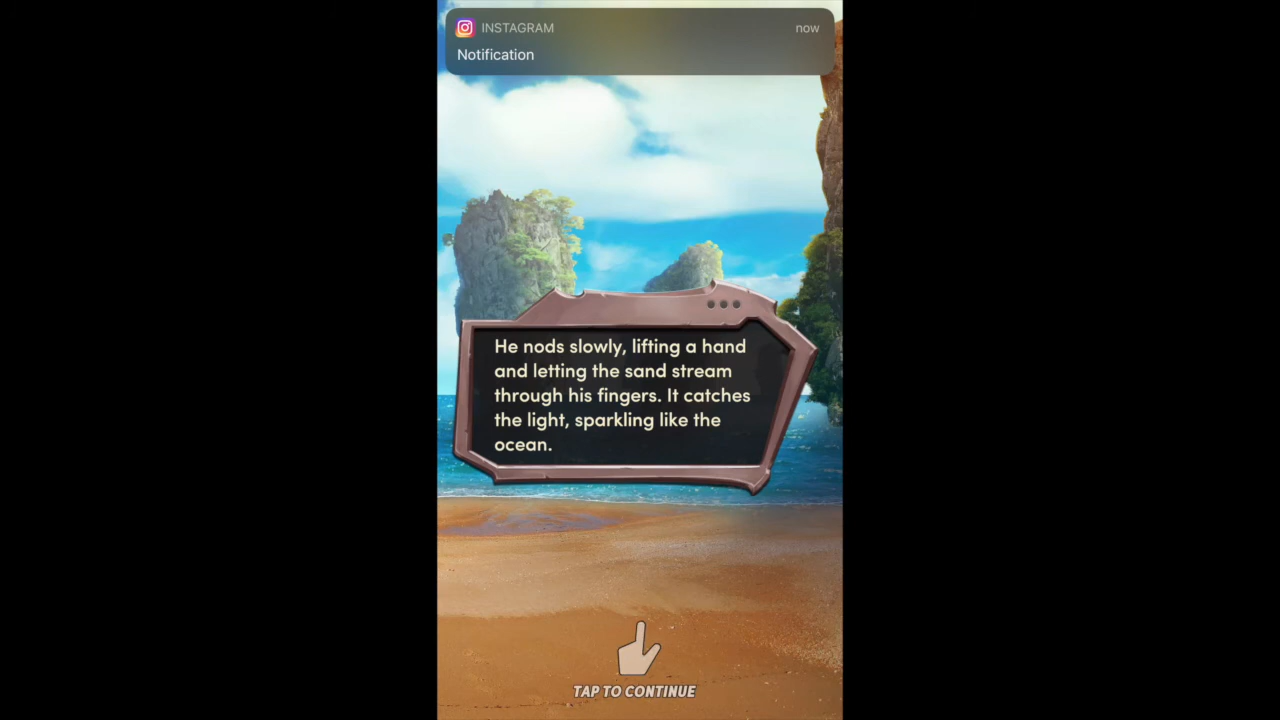 INSTAGRAM now
Notification
He nods slowly, lifting a hand
and letting the sand stream
through his fingers. It catches
the light, sparkling like the
ocean.
TAP TO CONTINUE